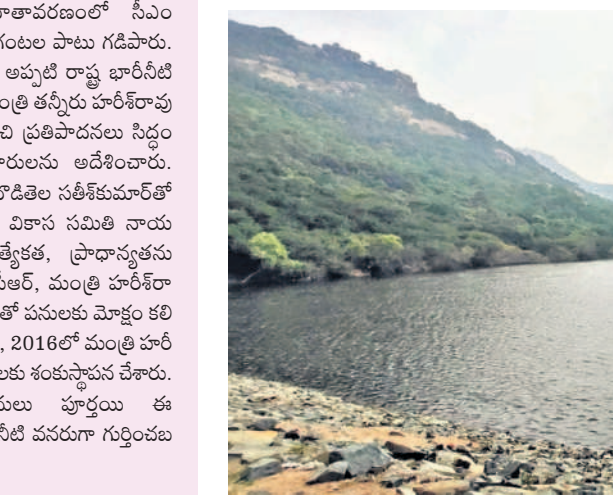 ాతావరణంలో సీఎం
గంటల పాటు గడిపారు.
అప్పటి రాష్ట్ర భారీనీటి
ంత్రి తన్నీరు హరీశ్‌రావు
చి ప్రతిపాదనలు సిద్ధం
ారులను అదేశించారు.
ొడితెల సతీశ్‌కుమార్‌తో
వికాస సమితి నాయ
త్యేకత, ప్రాధాన్యతను
సీఆర్, మంత్రి హరీశ్‌రా
తో పనులకు మోక్షం కలి
, 2016లో మంత్రి హరీ
లకు శంకుస్థాపన చేశారు.
ులు పూర్తయి ఈ
నీటి వనరుగా గుర్తించబ